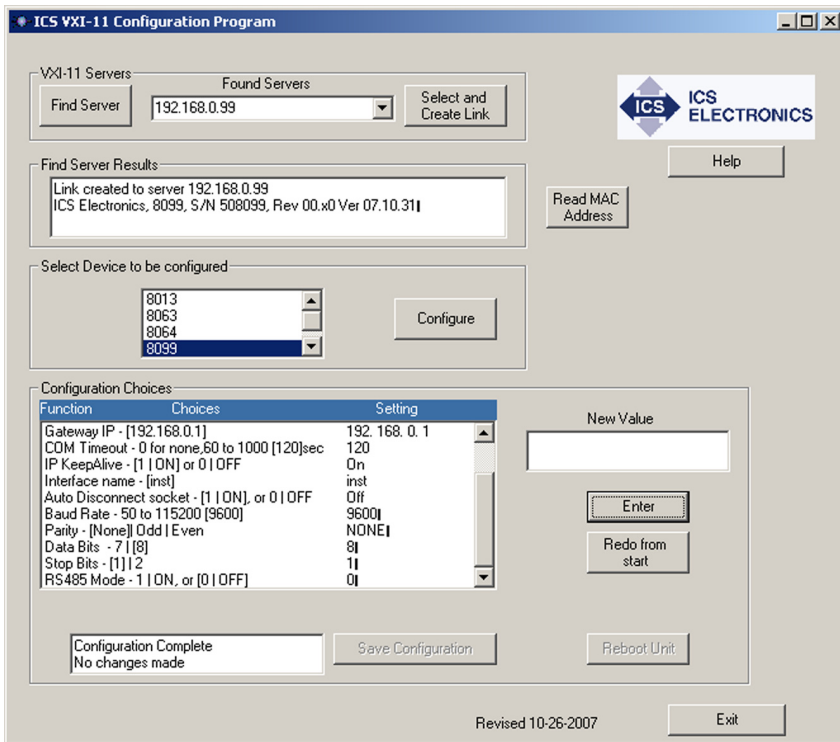 ICS VXI-11 Configuration Program
VXI-11 Servers
Found Servers
Find Server
192.168.0.99
Select and
Create Link
ICS
ICS
ELECTRONICS
Help
Find Server Results
Link created to server 192.168.0.99
ICS Electronics, 8099, S/N 508099, Rev 00.x0 Ver 07.10.31
Read MAC
Address
Select Device to be configured
8013
8063
8064
8099
Configure
Configuration Choices
Function Choices Setting
Gateway IP - [192.168.0.1] 192. 168. 0. 1
COM Timeout - 0 for none,60 to 1000 [120]sec 120
IP KeepAlive - [1 | ON] or 0 | OFF On
Interface name - [inst] inst
Auto Disconnect socket - [1 | ON], or 0 | OFF Off
Baud Rate - 50 to 115200 [9600] 9600
Parity - [None]| Odd | Even NONE
Data Bits - 7 | [8] 8
Stop Bits - [1] | 2 1
RS485 Mode - 1 | ON, or [0 | OFF] 0
New Value
Enter
Redo from
start
Configuration Complete
No changes made
Save Configuration
Reboot Unit
Revised 10-26-2007
Exit